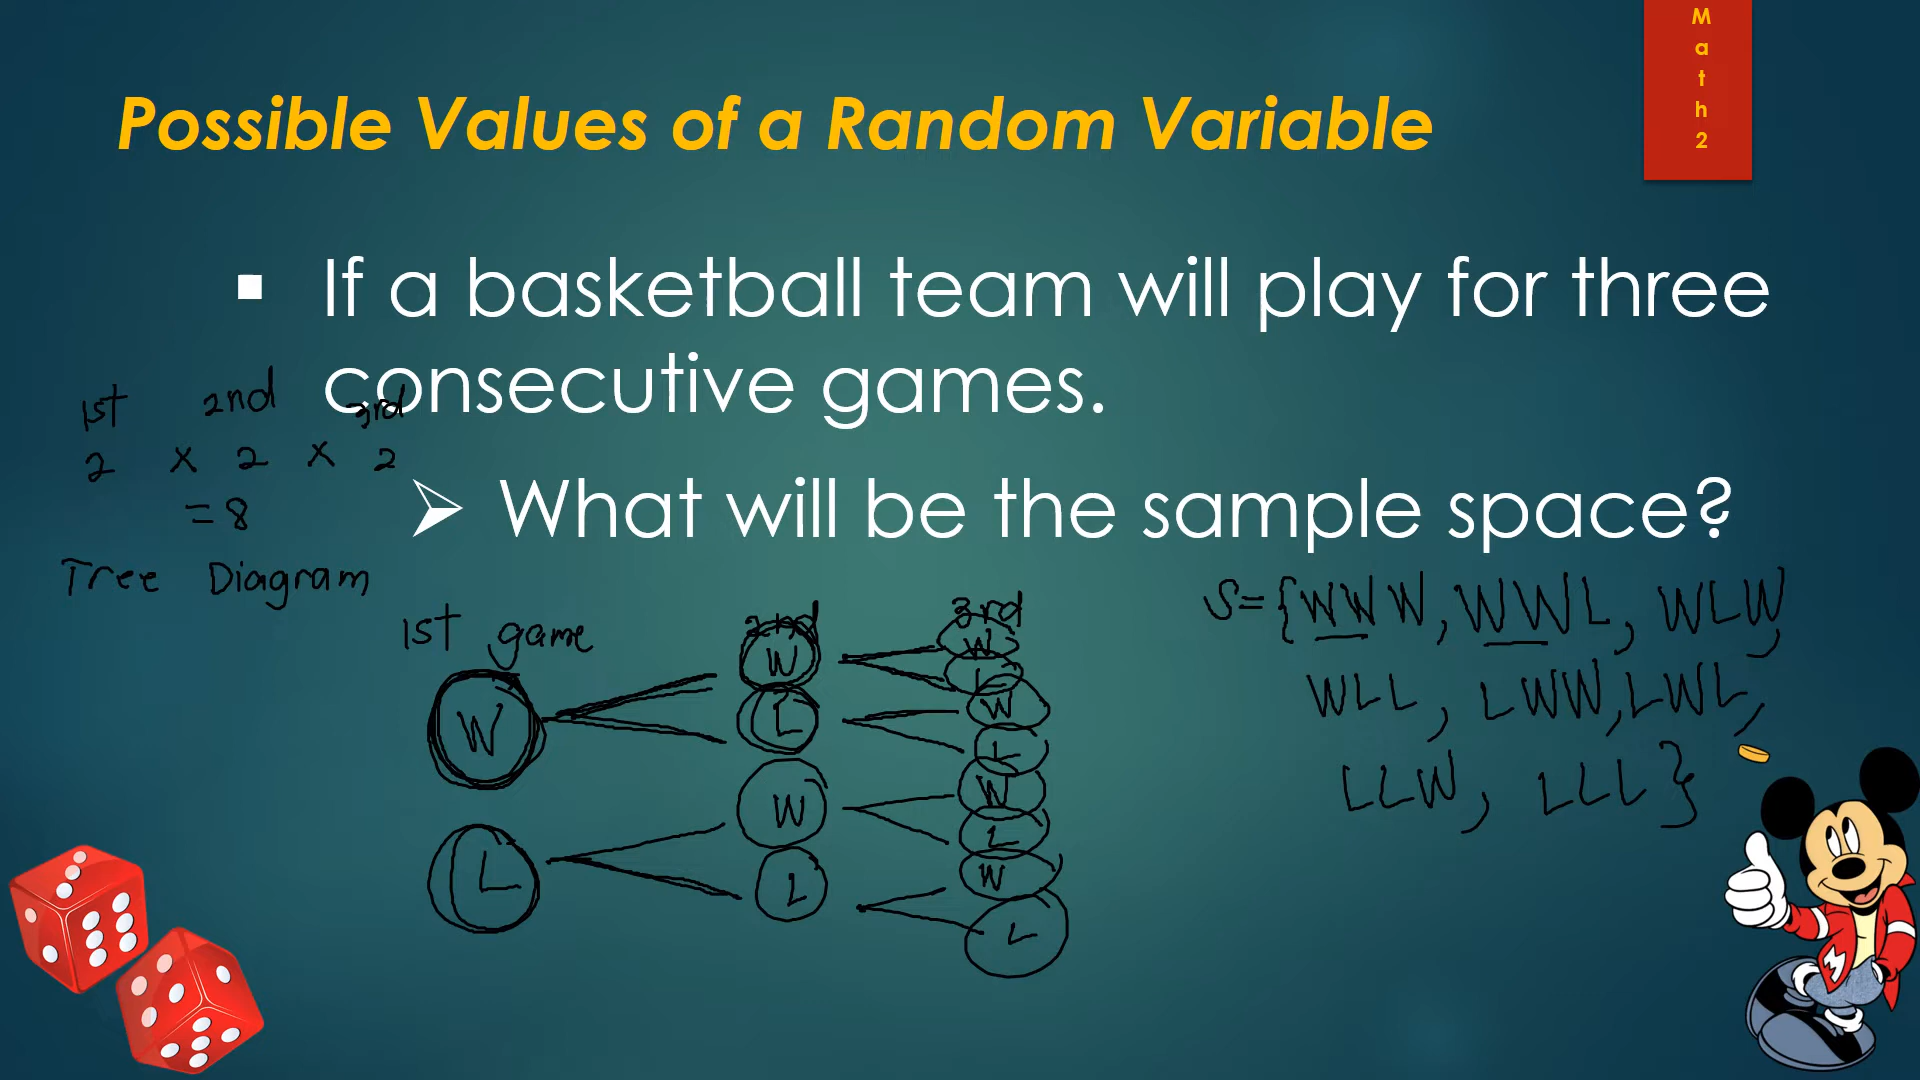 Math2
Possible Values of a Random Variable
If a basketball team will play for three
consecutive games.
1st 2nd 3rd
2 x 2 x 2
= 8
What will be the sample space?
Tree Diagram
1st game 2nd 3rd
W
L
W
L
W
L
W
L
W
L
W
L
W
L
S={WWW, WWL, WLW,
WLL, LWW, LWL,
LLW, LLL}